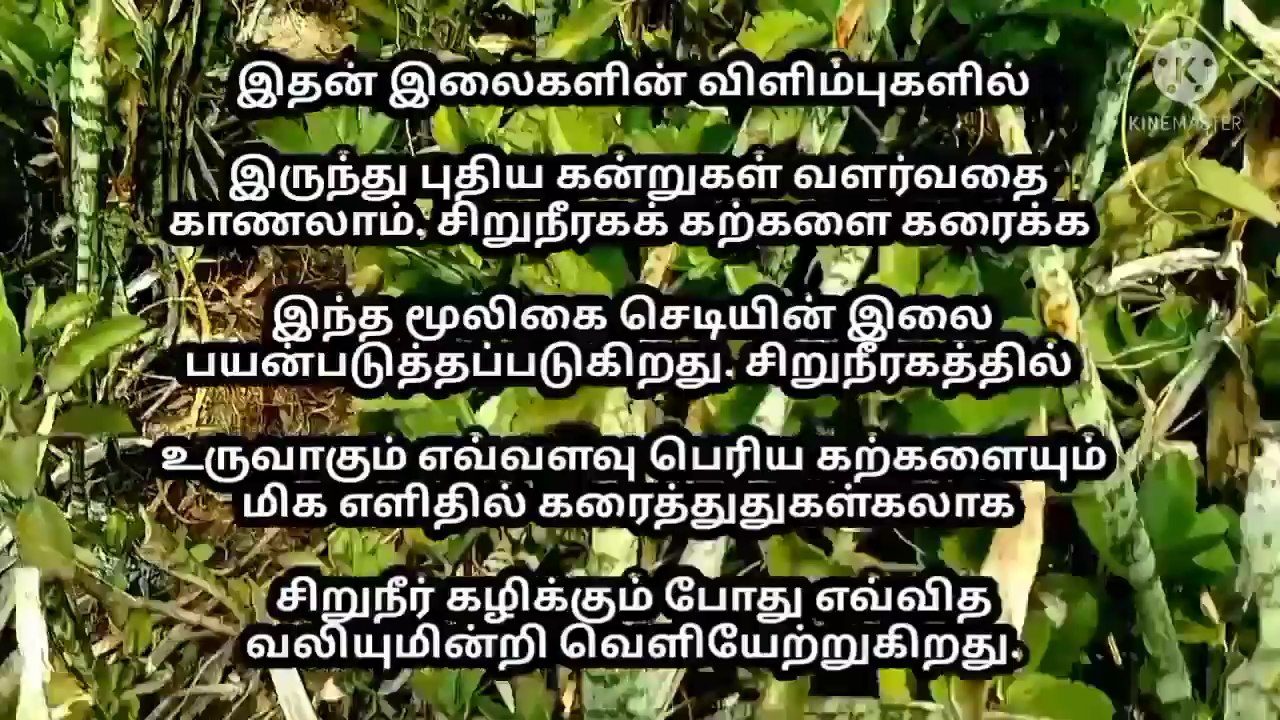 இதன் இலைகளின் விளிம்புகளில்
இருந்து புதிய கன்றுகள் வளர்வதை
காணலாம். சிறுநீரகக் கற்களை கரைக்க
இந்த மூலிகை செடியின் இலை
பயன்படுத்தப்படுகிறது. சிறுநீரகத்தில்
உருவாகும் எவ்வளவு பெரிய கற்களையும்
மிக எளிதில் கரைத்துதுகள்கலாக
சிறுநீர் கழிக்கும் போது எவ்வித
வலியுமின்றி வெளியேற்றுகிறது.
K
KINEMASTER